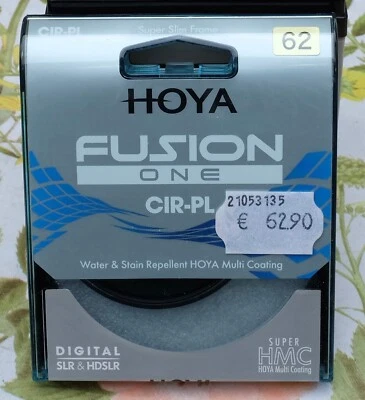 CIR-PL
Super Slim Frame
62
HOYA
FUSION
ONE
CIR-PL
21053135
€ 62.90
Water & Stain Repellent HOYA Multi Coating
DIGITAL
SLR & HDSLR
SUPER
HMC
HOYA Multi Coating
HOYA